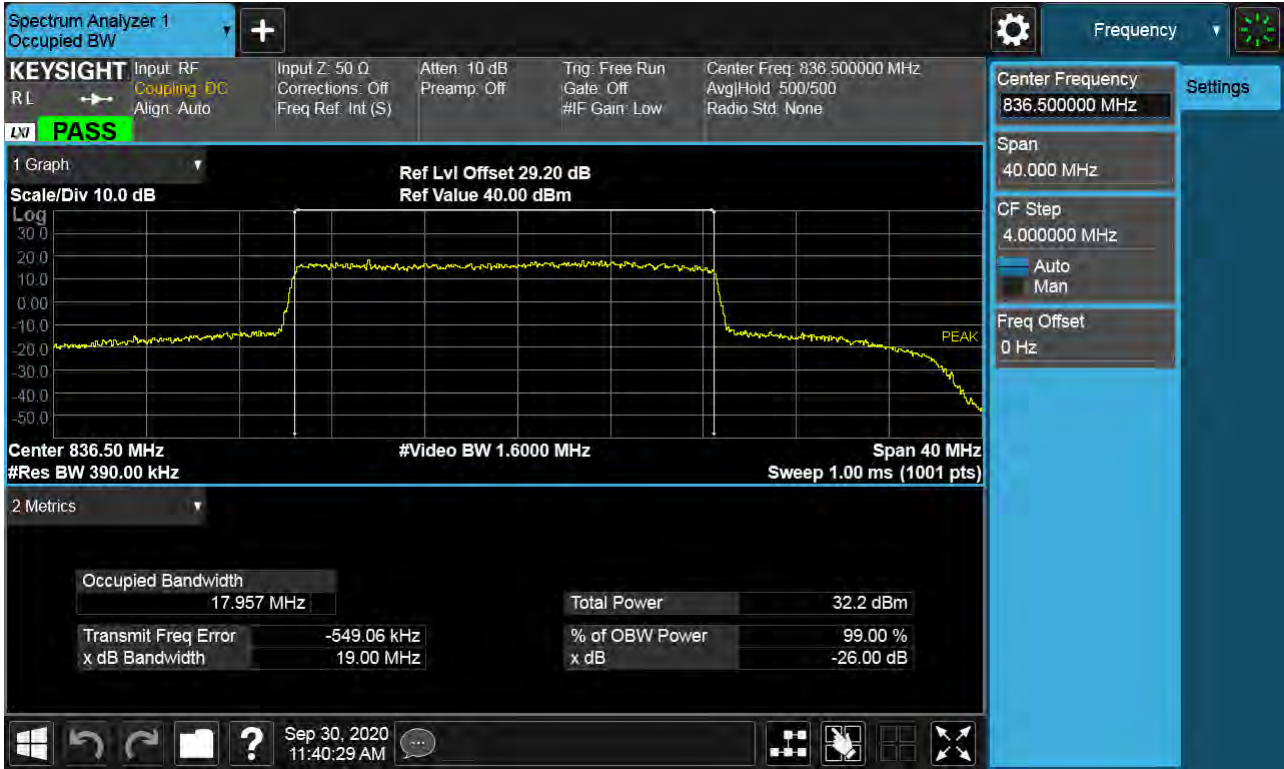 Spectrum Analyzer 1
Occupied BW
Frequency
KEYSIGHT
R L
LXI PASS
Input: RF
Coupling: DC
Align: Auto
Input Z: 50 Ω
Corrections: Off
Freq Ref: Int (S)
Atten: 10 dB
Preamp: Off
Trig: Free Run
Gate: Off
#IF Gain: Low
Center Freq: 836.500000 MHz
Avg|Hold: 500/500
Radio Std: None
1 Graph
Scale/Div 10.0 dB
Ref Lvl Offset 29.20 dB
Ref Value 40.00 dBm
Log
30.0
20.0
10.0
0.00
-10.0
-20.0
-30.0
-40.0
-50.0
PEAK
Center 836.50 MHz
#Video BW 1.6000 MHz
Span 40 MHz
#Res BW 390.00 kHz
Sweep 1.00 ms (1001 pts)
2 Metrics
Occupied Bandwidth
17.957 MHz
Total Power 32.2 dBm
Transmit Freq Error -549.06 kHz
% of OBW Power 99.00 %
x dB Bandwidth 19.00 MHz
x dB -26.00 dB
?
Sep 30, 2020
11:40:29 AM
Center Frequency
836.500000 MHz
Settings
Span
40.000 MHz
CF Step
4.000000 MHz
Auto
Man
Freq Offset
0 Hz